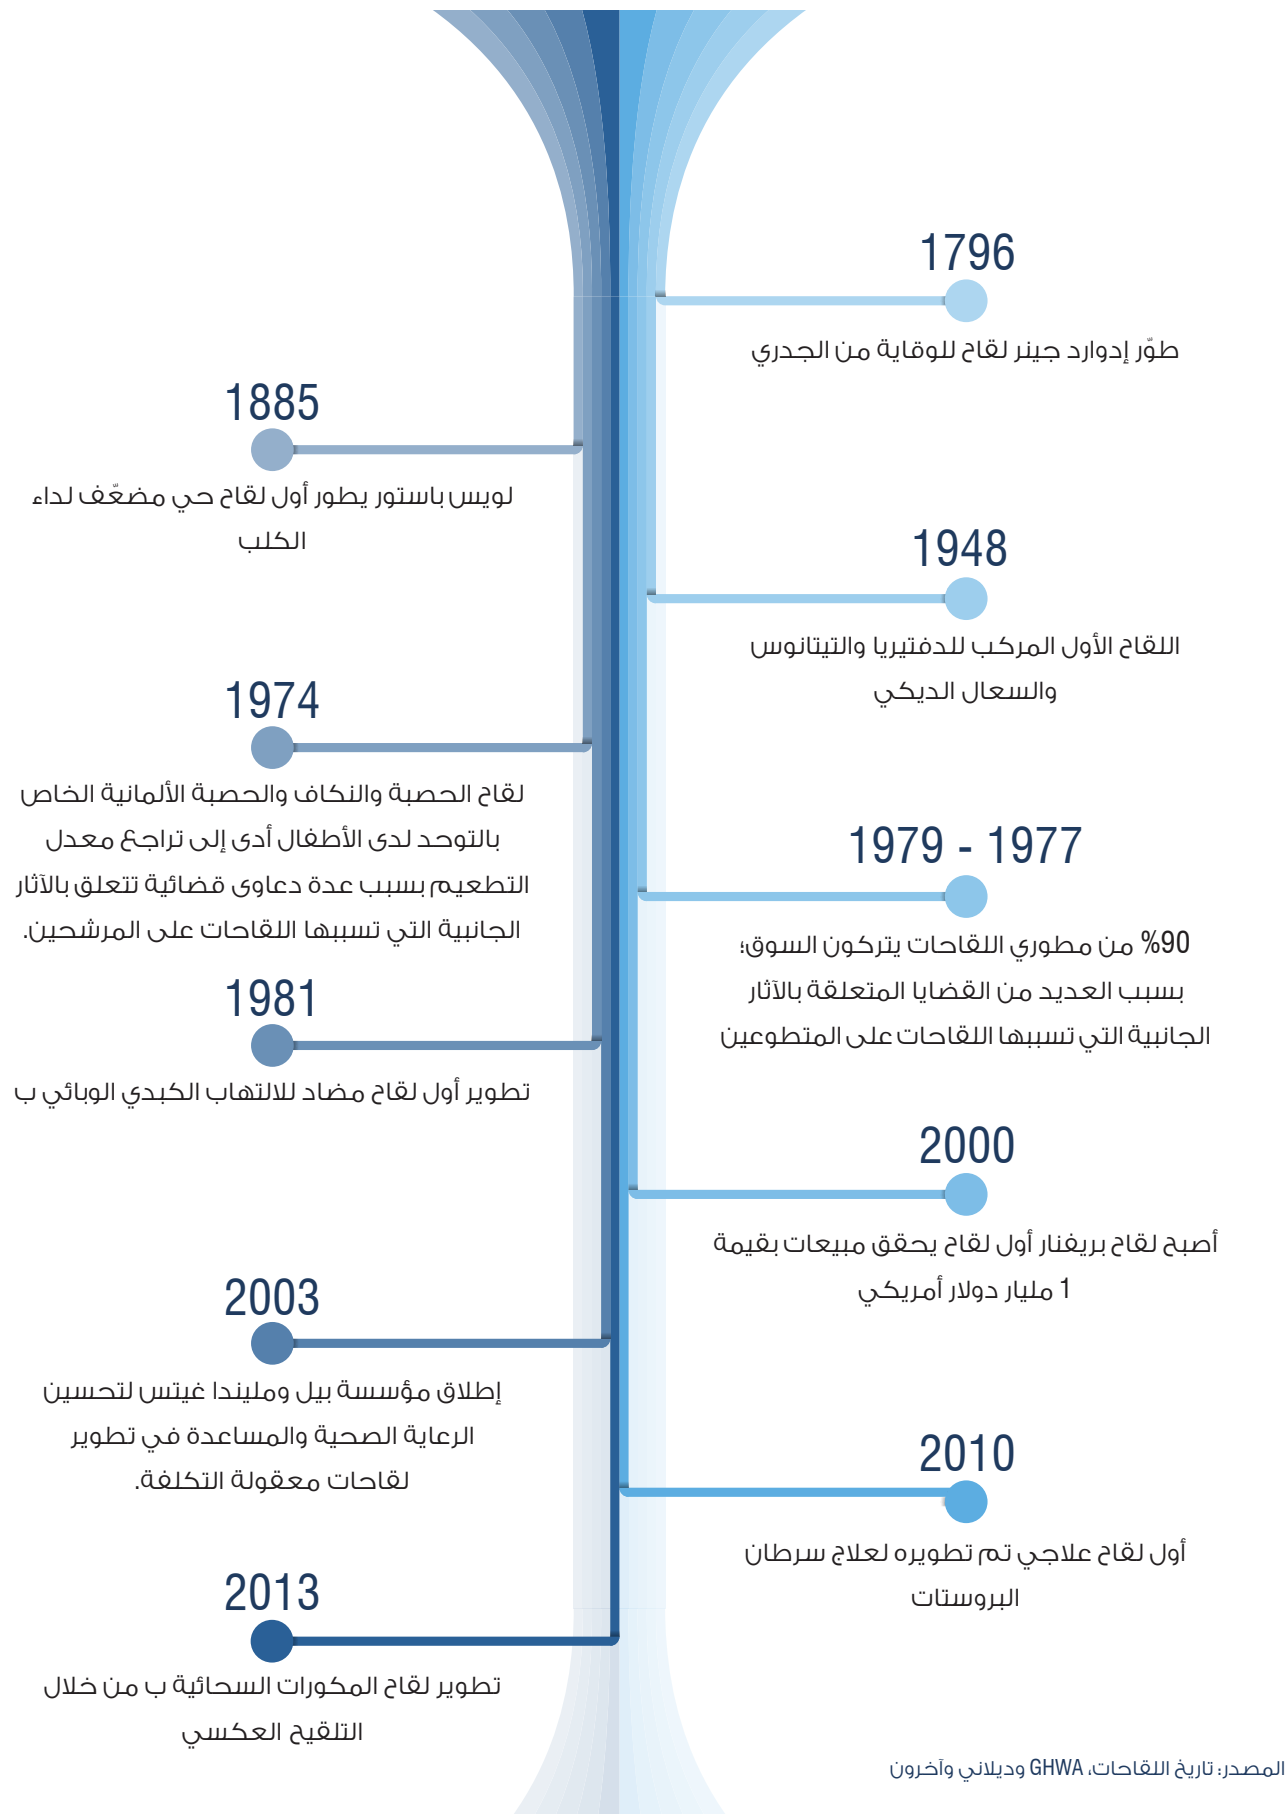 1796
طوّر إدوارد جينر لقاح للوقاية من الجدري
1885
لويس باستور يطور أول لقاح حي مضعّف لداء
الكلب
1948
اللقاح الأول المركب للدفتيريا والتيتانوس
والسعال الديكي
1974
لقاح الحصبة والنكاف والحصبة الألمانية الخاص
بالتوحد لدى الأطفال أدى إلى تراجع معدل
التطعيم بسبب عدة دعاوى قضائية تتعلق بالآثار
الجانبية التي تسببها اللقاحات على المرشحين.
1977 - 1979
90% من مطوري اللقاحات يتركون السوق؛
بسبب العديد من القضايا المتعلقة بالآثار
الجانبية التي تسببها اللقاحات على المتطوعين
1981
تطوير أول لقاح مضاد للالتهاب الكبدي الوبائي ب
2000
أصبح لقاح بريفنار أول لقاح يحقق مبيعات بقيمة
1 مليار دولار أمريكي
2003
إطلاق مؤسسة بيل ومليندا غيتس لتحسين
الرعاية الصحية والمساعدة في تطوير
لقاحات معقولة التكلفة.
2010
أول لقاح علاجي تم تطويره لعلاج سرطان
البروستات
2013
تطوير لقاح المكورات السحائية ب من خلال
التلقيح العكسي
المصدر: تاريخ اللقاحات، GHWA وديلاني وآخرون